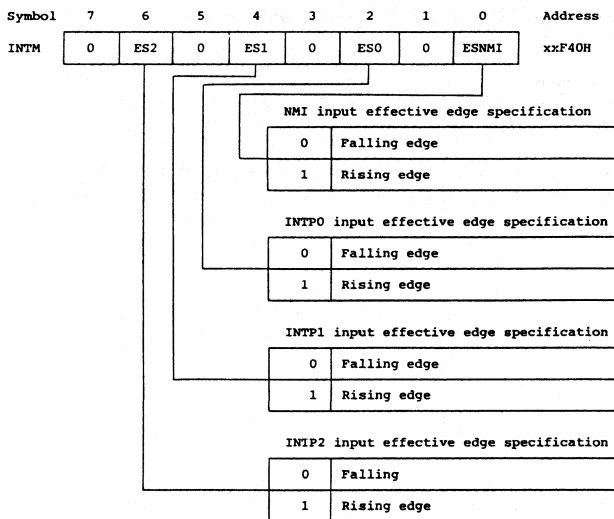 Symbol 7 6 5 4 3 2 1 0 Address
INTM 0 ES2 0 ES1 0 ES0 0 ESNMI xxF40H
NMI input effective edge specification
0 Falling edge
1 Rising edge
INTP0 input effective edge specification
0 Falling edge
1 Rising edge
INTP1 input effective edge specification
0 Falling edge
1 Rising edge
INTP2 input effective edge specification
0 Falling
1 Rising edge